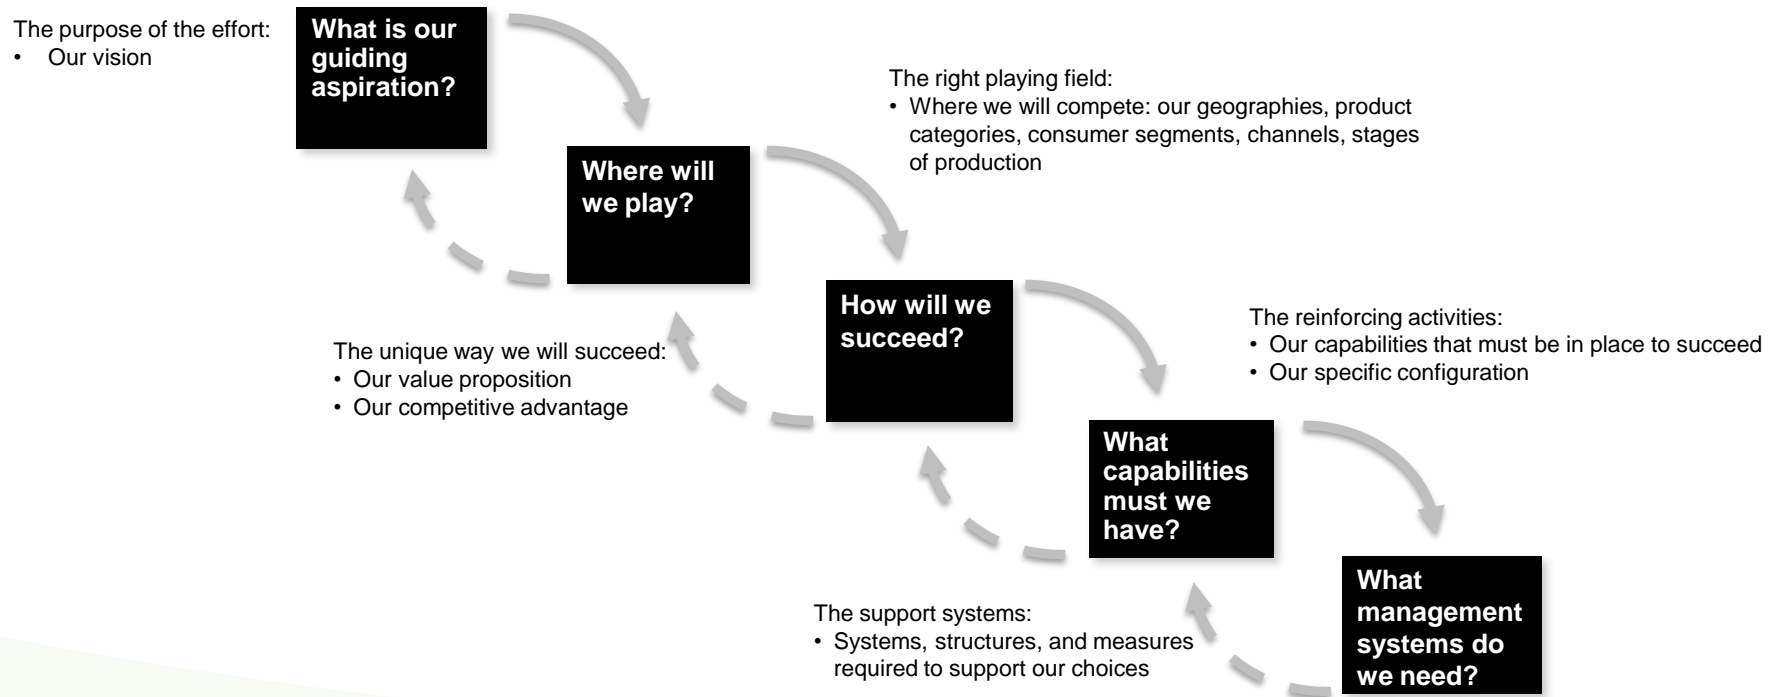 The purpose of the effort:
• Our vision
What is our
guiding
aspiration?
The right playing field:
• Where we will compete: our geographies, product
categories, consumer segments, channels, stages
of production
Where will
we play?
The unique way we will succeed:
• Our value proposition
• Our competitive advantage
How will we
succeed?
The reinforcing activities:
• Our capabilities that must be in place to succeed
• Our specific configuration
What
capabilities
must we
have?
The support systems:
• Systems, structures, and measures
required to support our choices
What
management
systems do
we need?